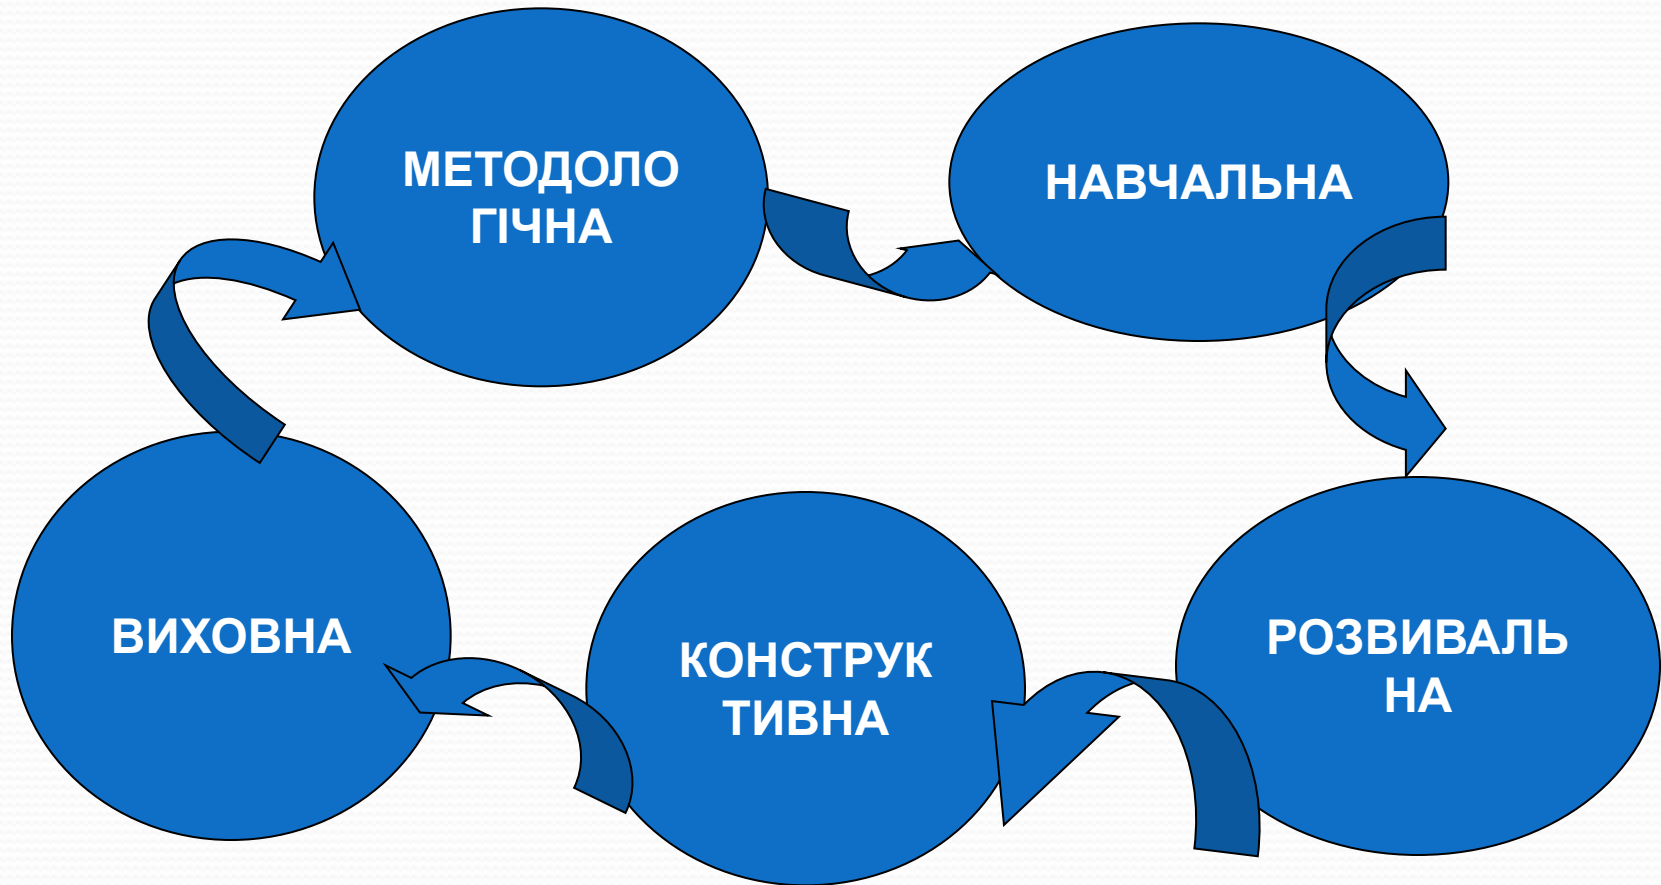 МЕТОДОЛО
ГІЧНА
НАВЧАЛЬНА
РОЗВИВАЛЬ
НА
КОНСТРУК
ТИВНА
ВИХОВНА